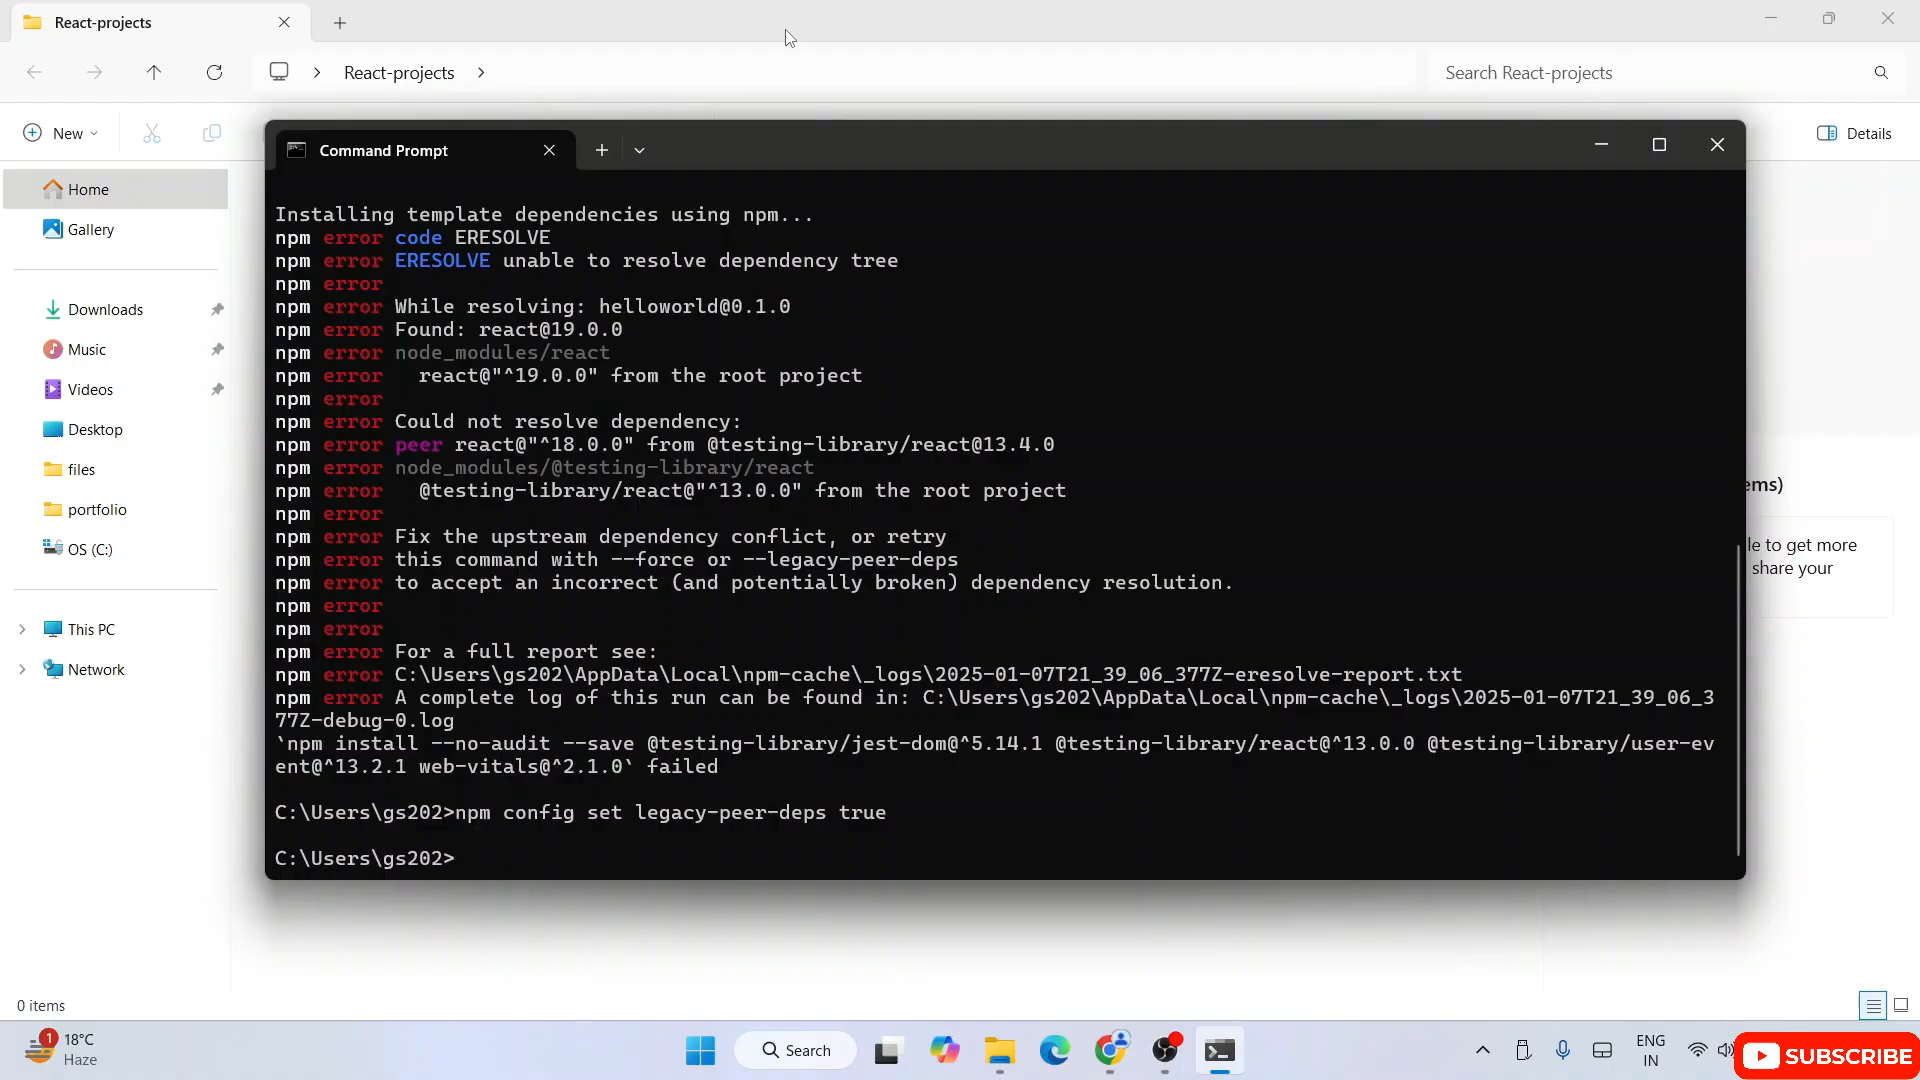 React-projects
React-projects
Search React-projects
New
Details
Command Prompt
Home
Gallery
Downloads
Music
Videos
Desktop
files
portfolio
OS (C:)
This PC
Network
Installing template dependencies using npm...
npm error code ERESOLVE
npm error ERESOLVE unable to resolve dependency tree
npm error
npm error While resolving: helloworld@0.1.0
npm error Found: react@19.0.0
npm error node_modules/react
npm error   react@"^19.0.0" from the root project
npm error
npm error Could not resolve dependency:
npm error peer react@"^18.0.0" from @testing-library/react@13.4.0
npm error node_modules/@testing-library/react
npm error   @testing-library/react@"^13.0.0" from the root project
npm error
npm error Fix the upstream dependency conflict, or retry
npm error this command with --force or --legacy-peer-deps
npm error to accept an incorrect (and potentially broken) dependency resolution.
npm error
npm error
npm error For a full report see:
npm error C:\Users\gs202\AppData\Local\npm-cache\_logs\2025-01-07T21_39_06_377Z-eresolve-report.txt
npm error A complete log of this run can be found in: C:\Users\gs202\AppData\Local\npm-cache\_logs\2025-01-07T21_39_06_3
77Z-debug-0.log
`npm install --no-audit --save @testing-library/jest-dom@^5.14.1 @testing-library/react@^13.0.0 @testing-library/user-ev
ent@^13.2.1 web-vitals@^2.1.0` failed
C:\Users\gs202>npm config set legacy-peer-deps true
C:\Users\gs202>
ems)
le to get more
share your
0 items
1
18°C
Haze
Search
ENG
IN
SUBSCRIBE